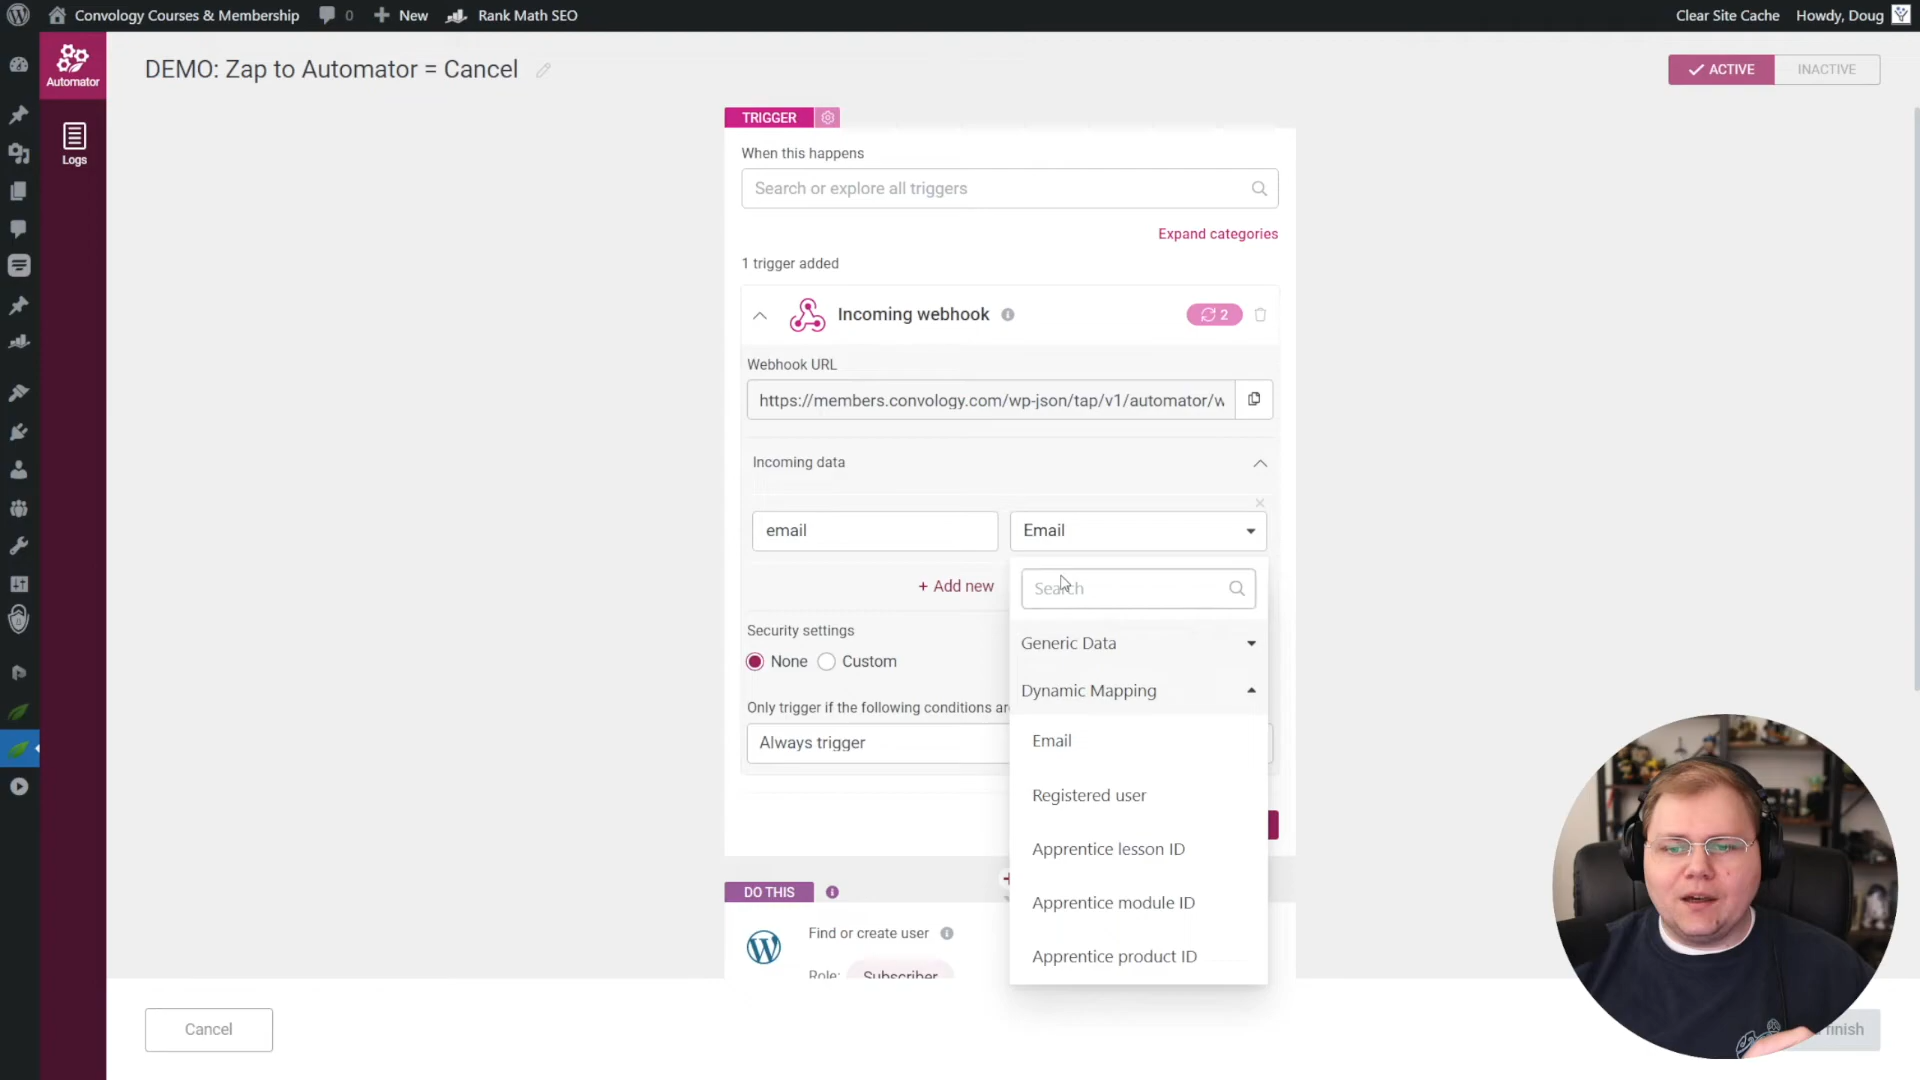 Convology Courses & Membership 0 New Rank Math SEO Clear Site Cache Howdy, Doug
Automator
Logs
DEMO: Zap to Automator = Cancel
ACTIVE INACTIVE
TRIGGER
When this happens
Search or explore all triggers
Expand categories
1 trigger added
Incoming webhook 2
Webhook URL
https://members.convology.com/wp-json/tap/v1/automator/w
Incoming data
email Email
+ Add new Search
Generic Data
Security settings
None Custom
Dynamic Mapping
Only trigger if the following conditions ar
Always trigger
Email
Registered user
Apprentice lesson ID
Apprentice module ID
Apprentice product ID
DO THIS
Find or create user
Role: Subscriber
Cancel
finish